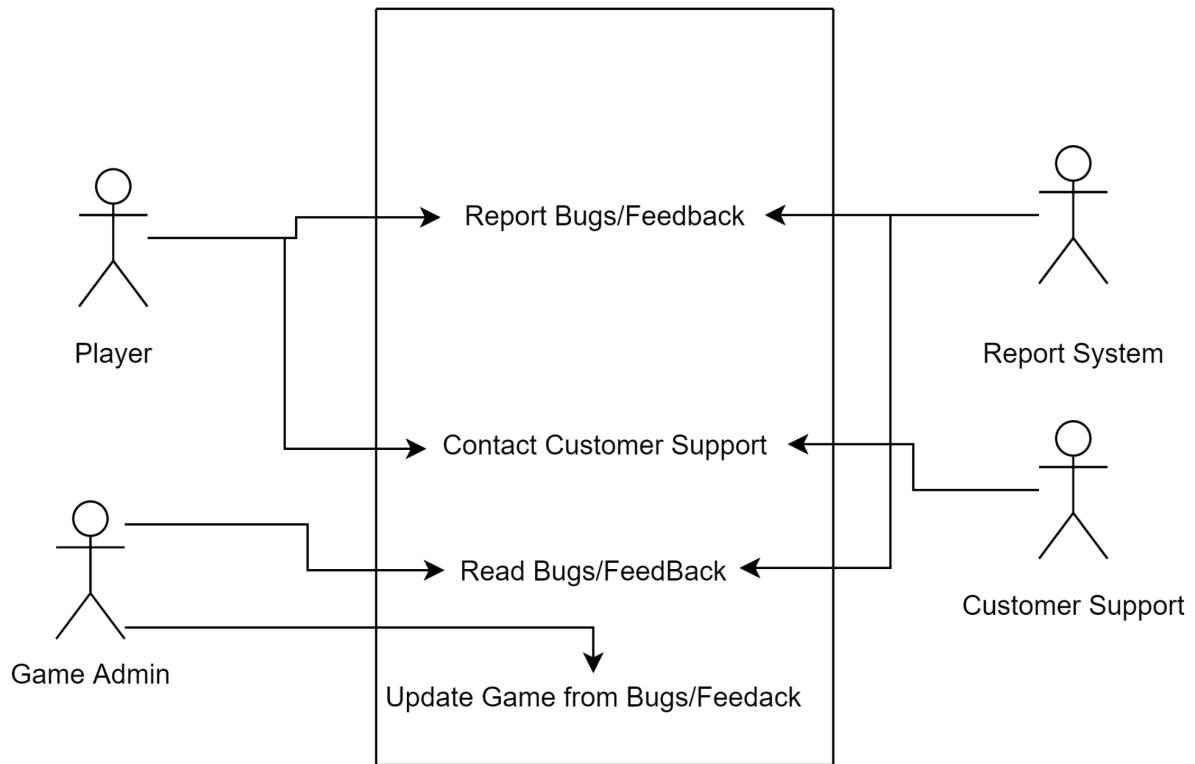 Report Bugs/Feedback
Player
Report System
Contact Customer Support
Read Bugs/FeedBack
Customer Support
Game Admin
Update Game from Bugs/Feedack